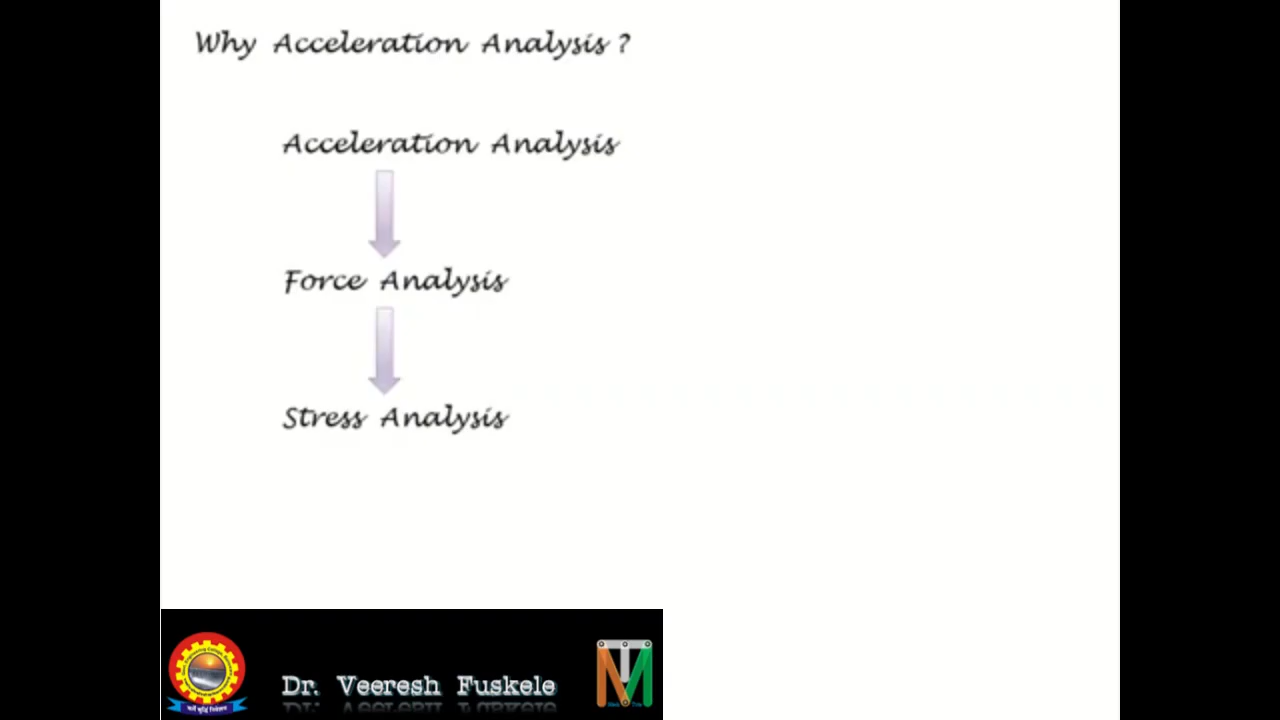 Why Acceleration Analysis ?
Acceleration Analysis
Force Analysis
Stress Analysis
Dr. Veeresh Fuskele